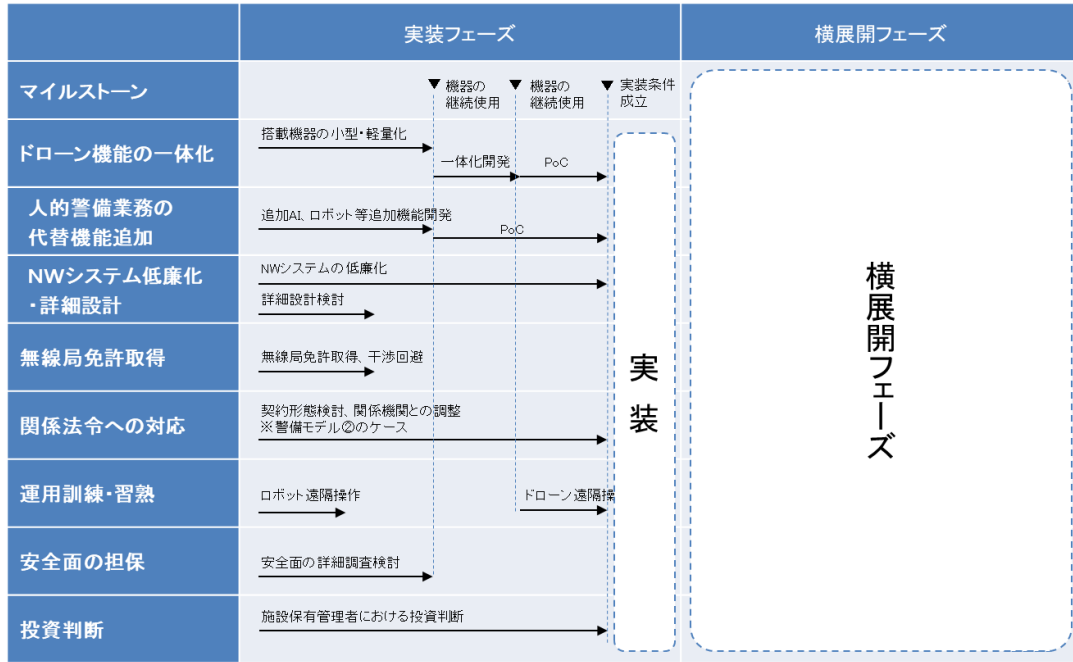 実装フェーズ
横展開フェーズ
マイルストーン
▼ 機器の
継続使用
▼ 機器の
継続使用
▼ 実装条件
成立
ドローン機能の一体化
搭載機器の小型・軽量化
一体化開発
PoC
人的警備業務の
代替機能追加
追加AI、ロボット等追加機能開発
PoC
NWシステム低廉化
・詳細設計
NWシステムの低廉化
詳細設計検討
無線局免許取得
無線局免許取得、干渉回避
関係法令への対応
契約形態検討、関係機関との調整
※警備モデル②のケース
運用訓練・習熟
ロボット遠隔操作
ドローン遠隔操
安全面の担保
安全面の詳細調査検討
投資判断
施設保有管理者における投資判断
実装
横展開フェーズ